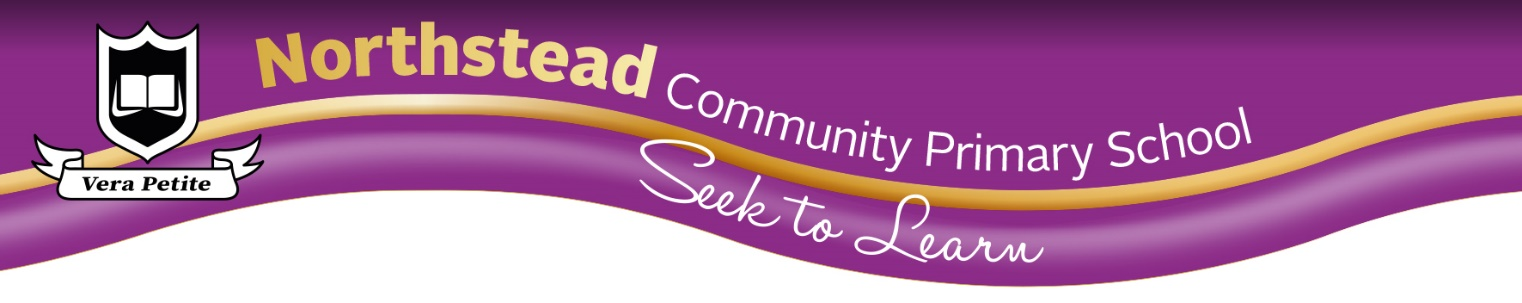 Northstead Community Primary School
Seek to Learn
Vera Petite